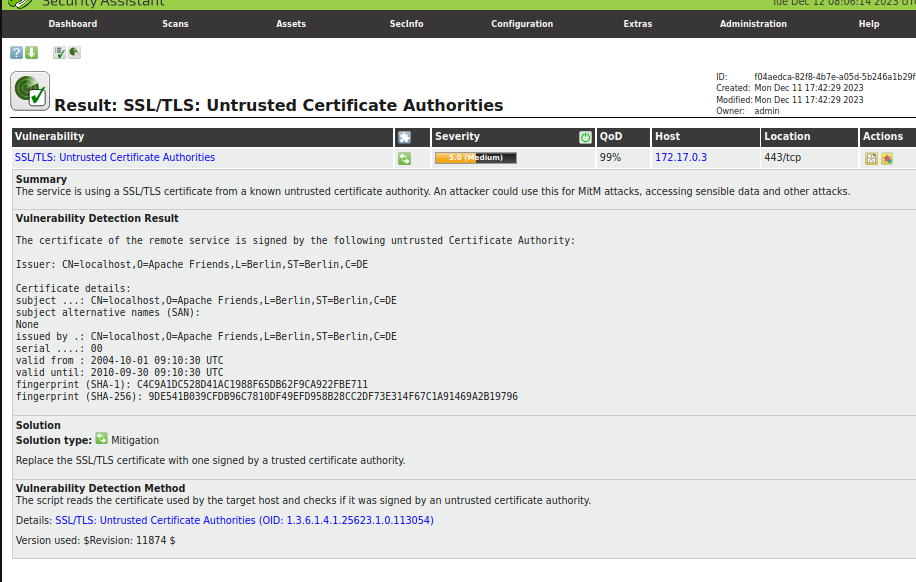 Security Assistant
Tue Dec 12 08:06:14 2023 UT
Dashboard Scans Assets SecInfo Configuration Extras Administration Help
ID: f04aedca-82f8-4b7e-a05d-5b246a1b29f
Created: Mon Dec 11 17:42:29 2023
Modified: Mon Dec 11 17:42:29 2023
Owner: admin
Result: SSL/TLS: Untrusted Certificate Authorities
Vulnerability Severity QoD Host Location Actions
SSL/TLS: Untrusted Certificate Authorities 5.0 (Medium) 99% 172.17.0.3 443/tcp
Summary
The service is using a SSL/TLS certificate from a known untrusted certificate authority. An attacker could use this for MitM attacks, accessing sensible data and other attacks.
Vulnerability Detection Result
The certificate of the remote service is signed by the following untrusted Certificate Authority:
Issuer: CN=localhost,O=Apache Friends,L=Berlin,ST=Berlin,C=DE
Certificate details:
subject ...: CN=localhost,O=Apache Friends,L=Berlin,ST=Berlin,C=DE
subject alternative names (SAN):
None
issued by .: CN=localhost,O=Apache Friends,L=Berlin,ST=Berlin,C=DE
serial ....: 00
valid from : 2004-10-01 09:10:30 UTC
valid until: 2010-09-30 09:10:30 UTC
fingerprint (SHA-1): C4C9A1DC528D41AC1988F65DB62F9CA922FBE711
fingerprint (SHA-256): 9DE541B039CFDB96C7810DF49EFD958B28CC2DF73E314F67C1A91469A2B19796
Solution
Solution type: Mitigation
Replace the SSL/TLS certificate with one signed by a trusted certificate authority.
Vulnerability Detection Method
The script reads the certificate used by the target host and checks if it was signed by an untrusted certificate authority.
Details: SSL/TLS: Untrusted Certificate Authorities (OID: 1.3.6.1.4.1.25623.1.0.113054)
Version used: $Revision: 11874 $